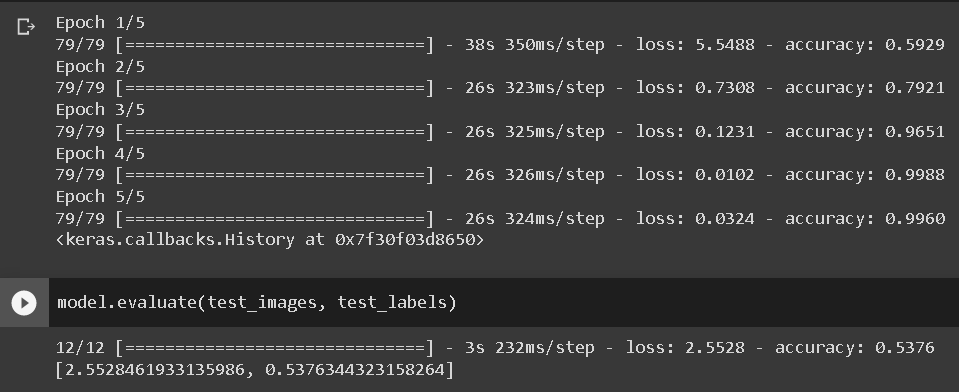 Epoch 1/5
79/79 [==============================] - 38s 350ms/step - loss: 5.5488 - accuracy: 0.5929
Epoch 2/5
79/79 [==============================] - 26s 323ms/step - loss: 0.7308 - accuracy: 0.7921
Epoch 3/5
79/79 [==============================] - 26s 325ms/step - loss: 0.1231 - accuracy: 0.9651
Epoch 4/5
79/79 [==============================] - 26s 326ms/step - loss: 0.0102 - accuracy: 0.9988
Epoch 5/5
79/79 [==============================] - 26s 324ms/step - loss: 0.0324 - accuracy: 0.9960
<keras.callbacks.History at 0x7f30f03d8650>
model.evaluate(test_images, test_labels)
12/12 [==============================] - 3s 232ms/step - loss: 2.5528 - accuracy: 0.5376
[2.5528461933135986, 0.5376344323158264]